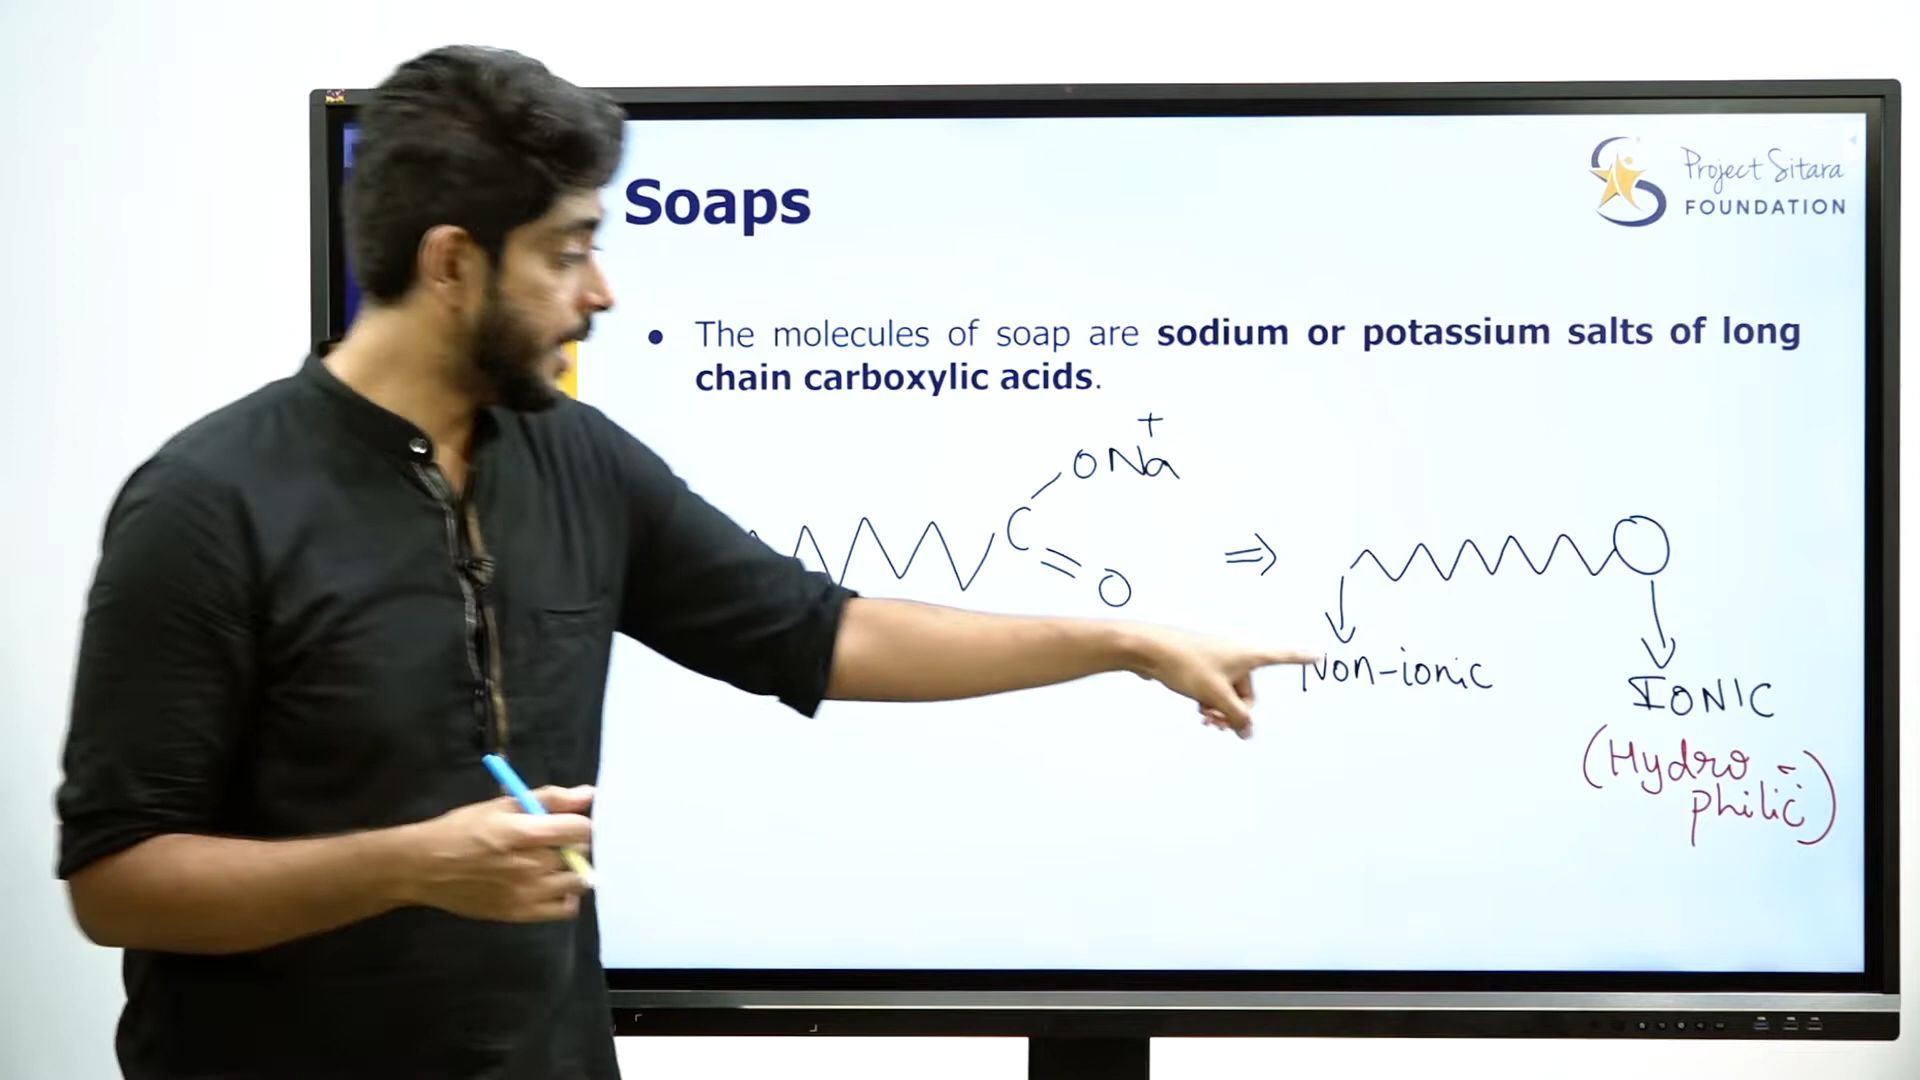 Project Sitara
FOUNDATION
Soaps
• The molecules of soap are sodium or potassium salts of long
chain carboxylic acids.
+
ONa
C
O
⇒
Non-ionic
IONIC
(Hydro-
philic)